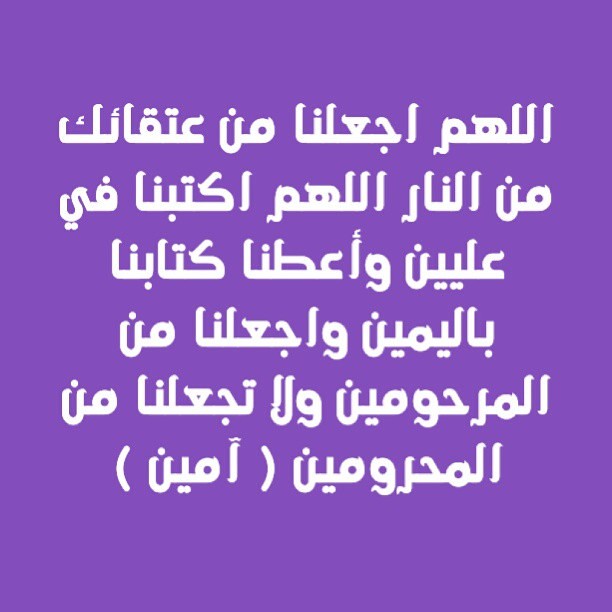 اللهم اجعلنا من عتقائك
من النار اللهم اكتبنا في
عليين وأعطنا كتابنا
باليمين واجعلنا من
المرحومين ولا تجعلنا من
المحرومين ( آمين )